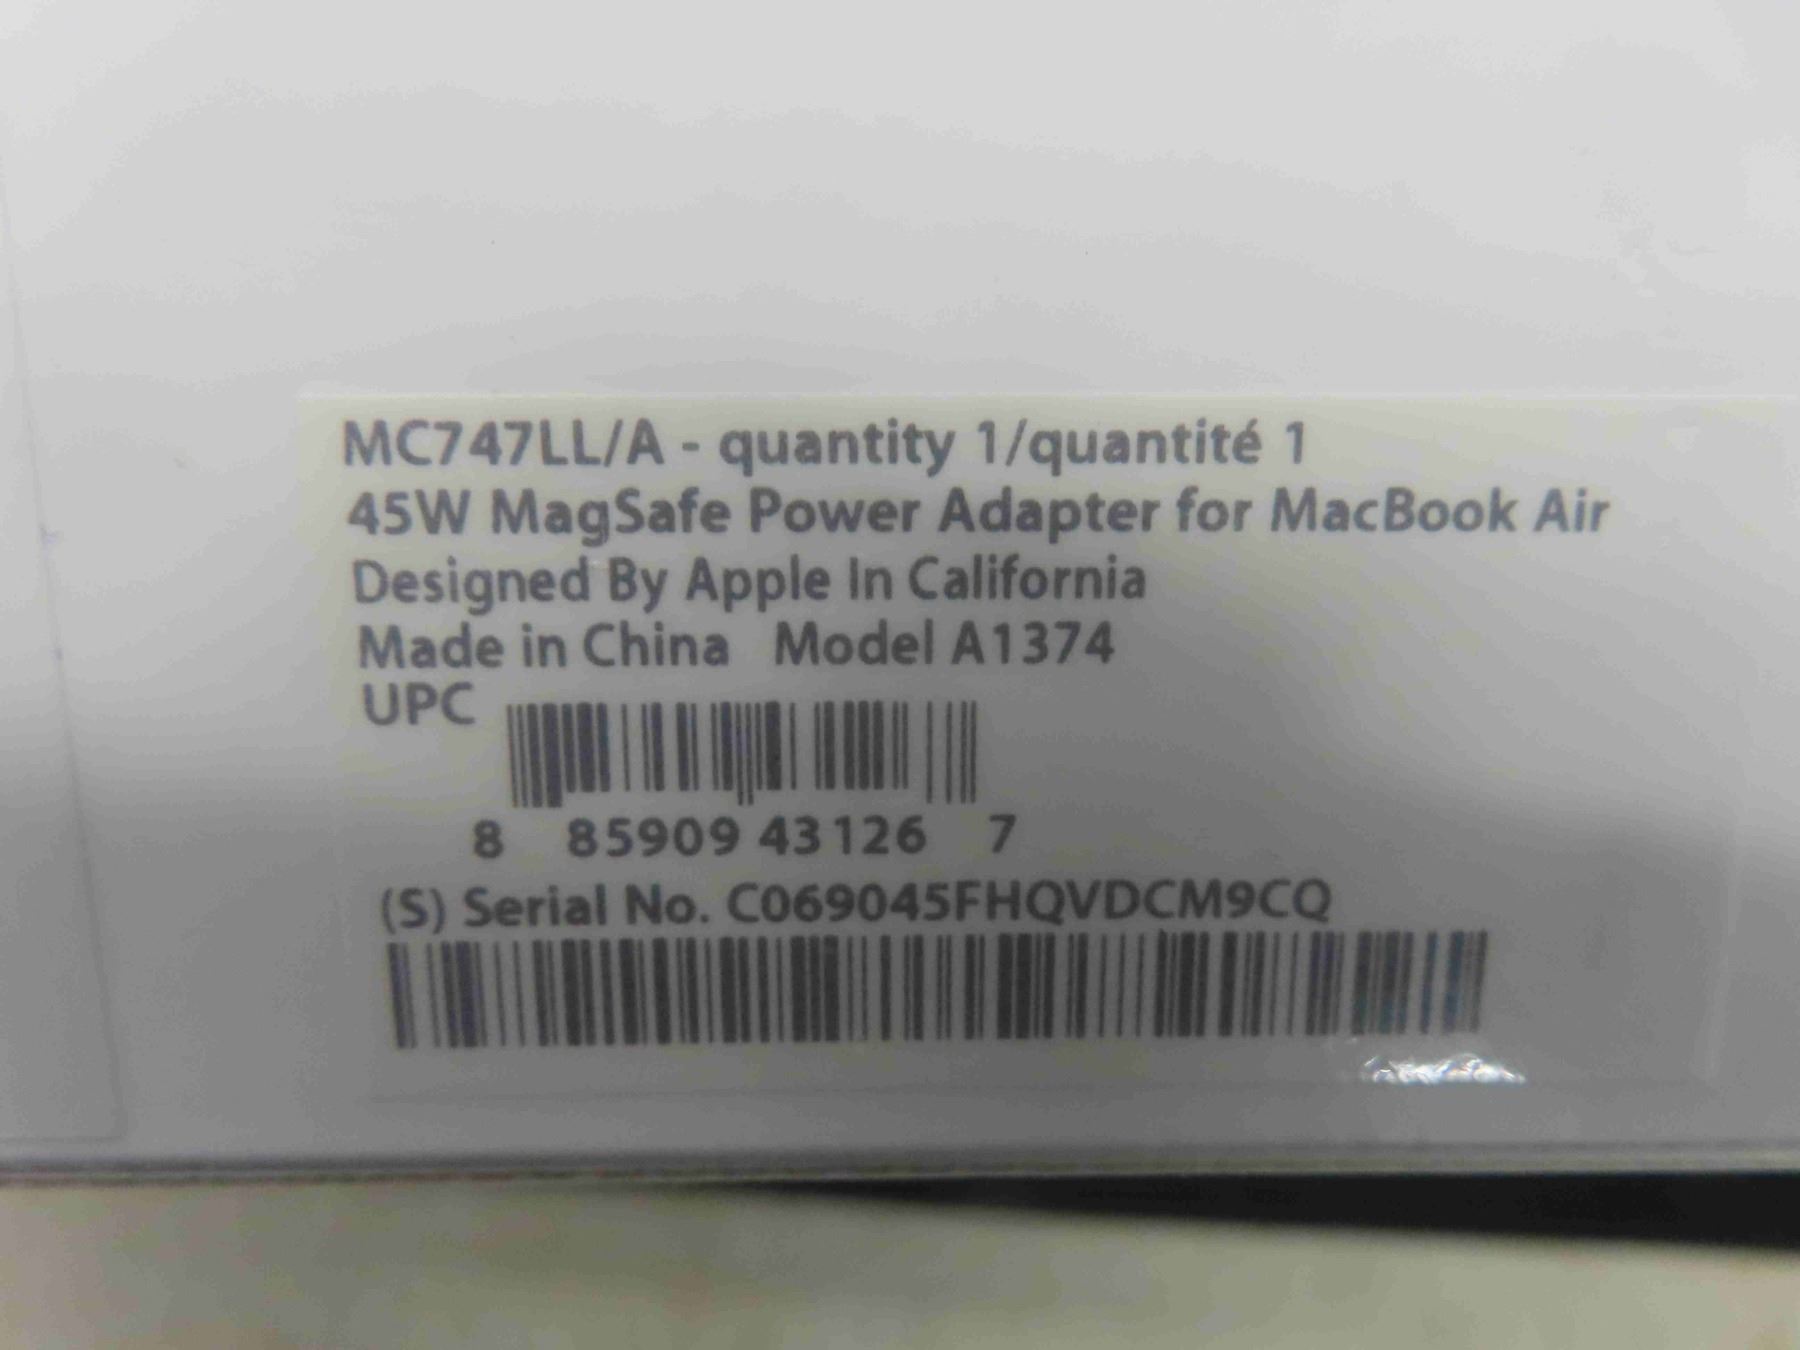 MC747LL/A - quantity 1/quantité 1
45W MagSafe Power Adapter for MacBook Air
Designed By Apple In California
Made in China   Model A1374
UPC
8 85909 43126 7
(S) Serial No. C069045FHQVDCM9CQ